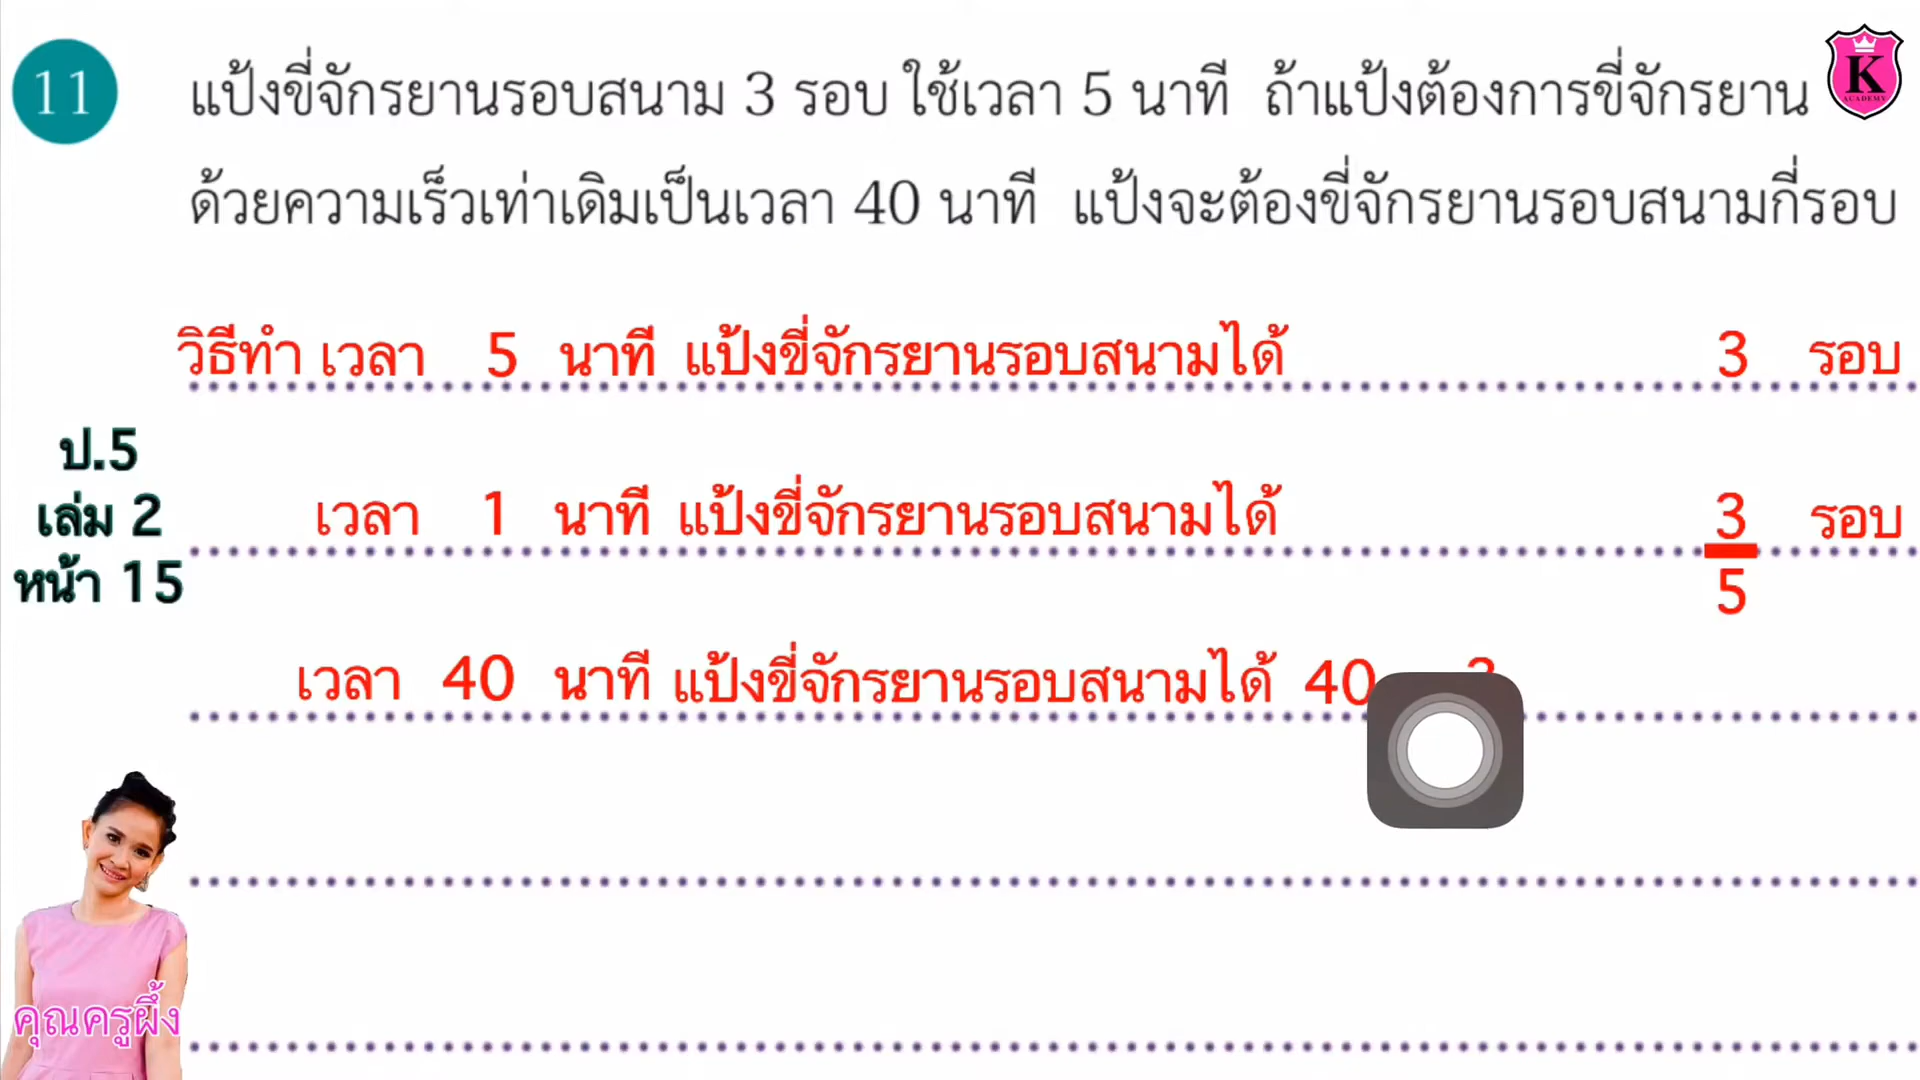 11 แป้งขี่จักรยานรอบสนาม 3 รอบ ใช้เวลา 5 นาที ถ้าแป้งต้องการขี่จักรยาน
K ACADEMY
ด้วยความเร็วเท่าเดิมเป็นเวลา 40 นาที แป้งจะต้องขี่จักรยานรอบสนามกี่รอบ
วิธีทำ เวลา 5 นาที แป้งขี่จักรยานรอบสนามได้ 3 รอบ
ป.5
เล่ม 2
หน้า 15
เวลา 1 นาที แป้งขี่จักรยานรอบสนามได้ 3 รอบ
5
เวลา 40 นาที แป้งขี่จักรยานรอบสนามได้ 40
คุณครูผึ้ง